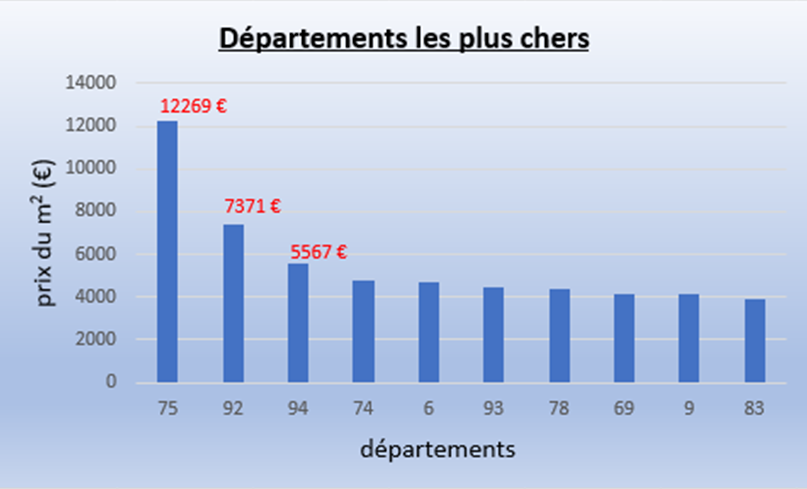 Départements les plus chers
14000
12000
10000
8000
6000
4000
2000
0
prix du m² (€)
12269 €
7371 €
5567 €
75 92 94 74 6 93 78 69 9 83
départements